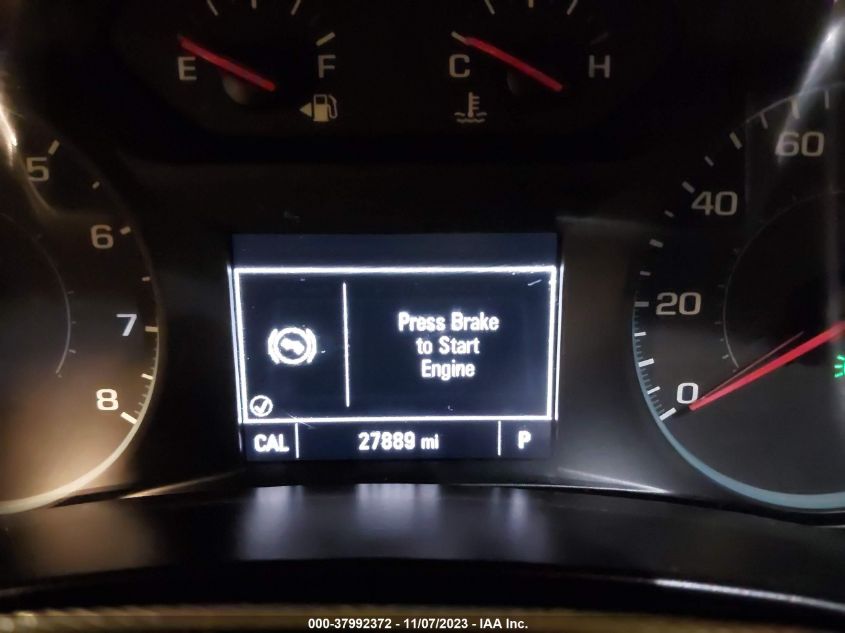 E F C H
5
6
7
8
60
40
20
0
Press Brake
to Start
Engine
CAL 27889 mi P
000-37992372 - 11/07/2023 - IAA Inc.